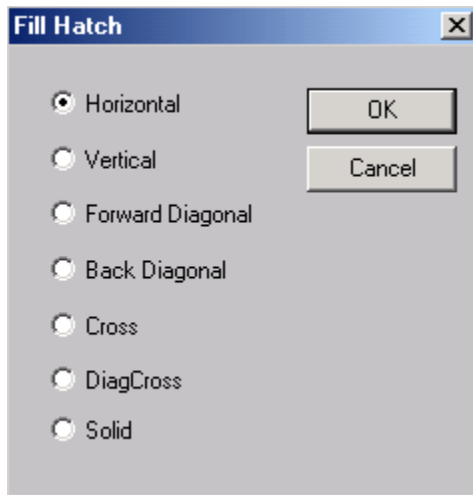 Fill Hatch
Horizontal
OK
Vertical
Cancel
Forward Diagonal
Back Diagonal
Cross
DiagCross
Solid